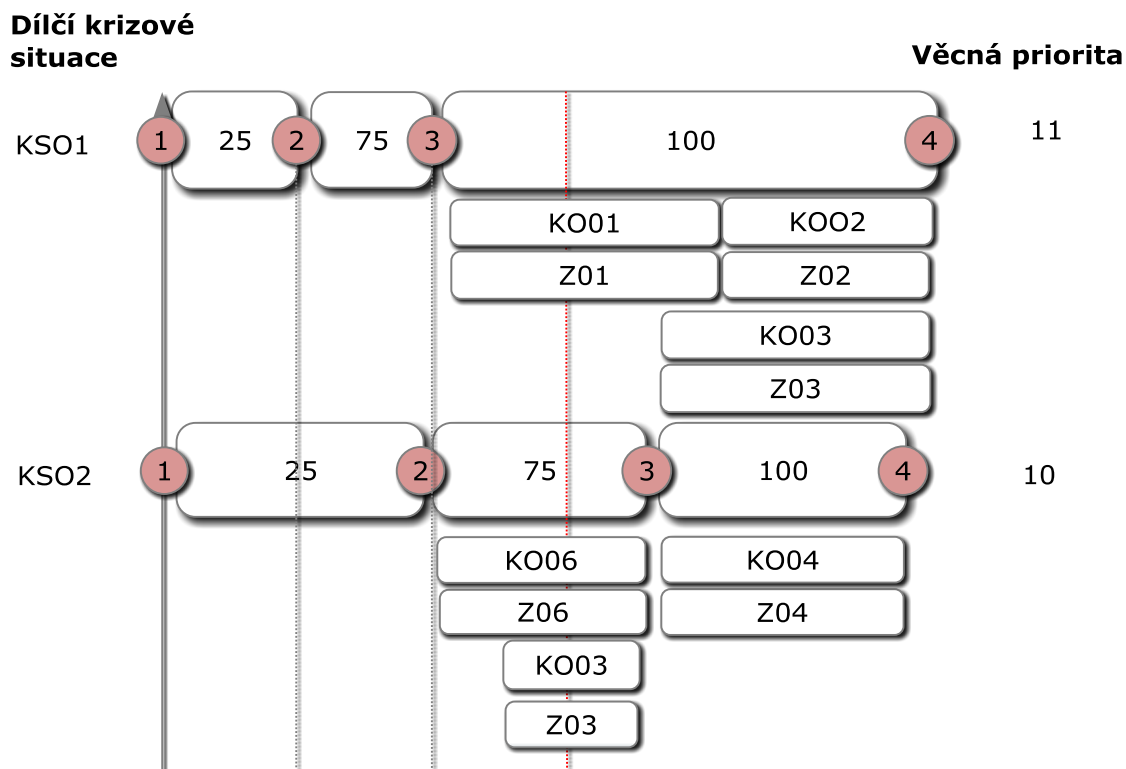 Dílčí krizové
situace
Věcná priorita
KSO1
1
25
2
75
3
100
4
11
KO01
KOO2
Z01
Z02
KO03
Z03
KSO2
1
25
2
75
3
100
4
10
KO06
KO04
Z06
Z04
KO03
Z03